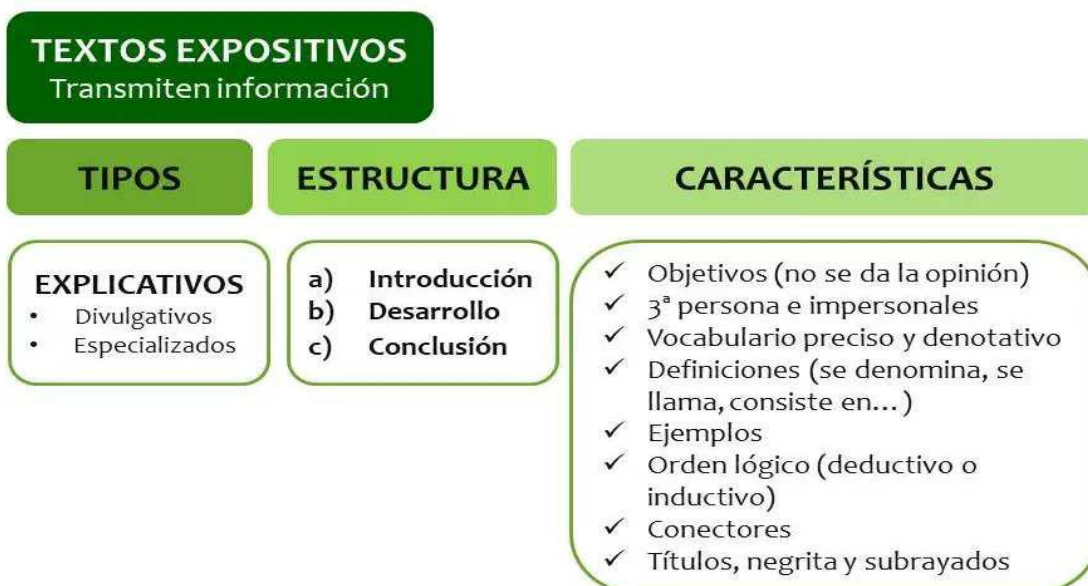 TEXTOS EXPOSITIVOS
Transmiten información
TIPOS
ESTRUCTURA
CARACTERÍSTICAS
EXPLICATIVOS
• Divulgativos
• Especializados
a) Introducción
b) Desarrollo
c) Conclusión
✓ Objetivos (no se da la opinión)
✓ 3ª persona e impersonales
✓ Vocabulario preciso y denotativo
✓ Definiciones (se denomina, se
llama, consiste en…)
✓ Ejemplos
✓ Orden lógico (deductivo o
inductivo)
✓ Conectores
✓ Títulos, negrita y subrayados